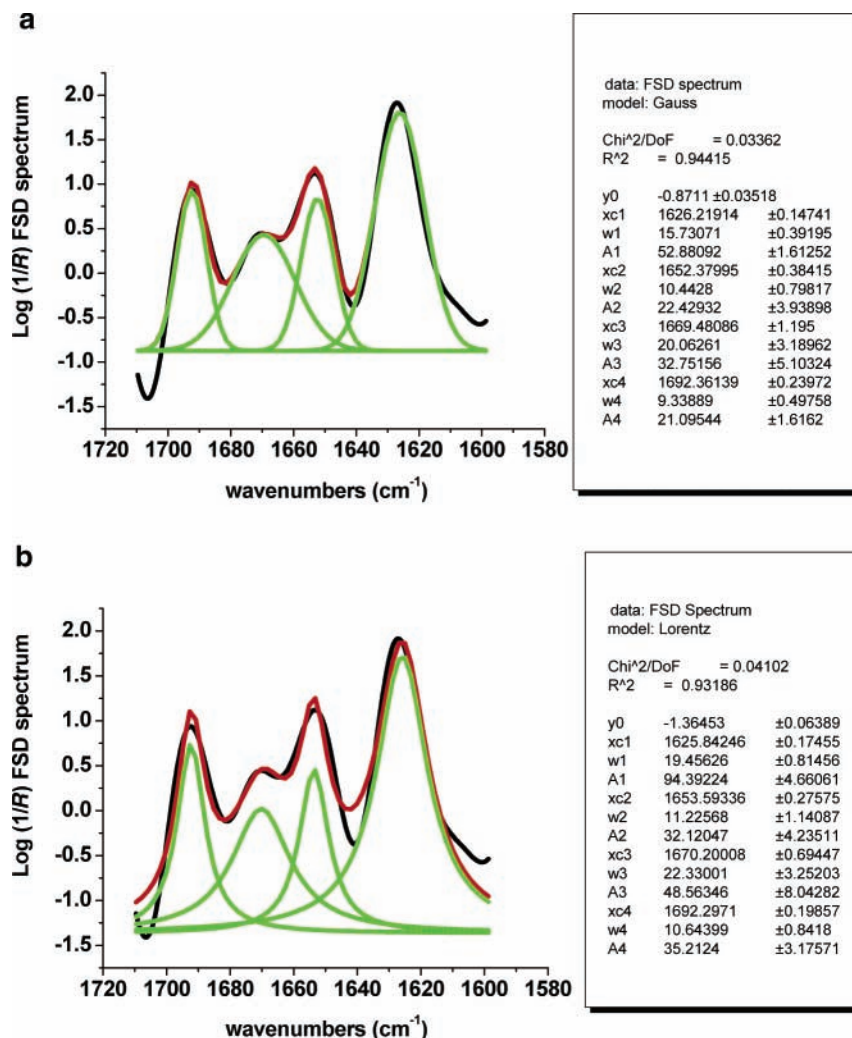 a
2.0
1.5
1.0
0.5
0.0
-0.5
-1.0
-1.5
Log (1/R) FSD spectrum
1720 1700 1680 1660 1640 1620 1600 1580
wavenumbers (cm-1)
data: FSD spectrum
model: Gauss
Chi^2/DoF = 0.03362
R^2 = 0.94415
y0 -0.8711 ±0.03518
xc1 1626.21914 ±0.14741
w1 15.73071 ±0.39195
A1 52.88092 ±1.61252
xc2 1652.37995 ±0.38415
w2 10.4428 ±0.79817
A2 22.42932 ±3.93898
xc3 1669.48086 ±1.195
w3 20.06261 ±3.18962
A3 32.75156 ±5.10324
xc4 1692.36139 ±0.23972
w4 9.33889 ±0.49758
A4 21.09544 ±1.6162
b
2.0
1.5
1.0
0.5
0.0
-0.5
-1.0
-1.5
Log (1/R) FSD spectrum
1720 1700 1680 1660 1640 1620 1600 1580
wavenumbers (cm-1)
data: FSD Spectrum
model: Lorentz
Chi^2/DoF = 0.04102
R^2 = 0.93186
y0 -1.36453 ±0.06389
xc1 1625.84246 ±0.17455
w1 19.45626 ±0.81456
A1 94.39224 ±4.66061
xc2 1653.59336 ±0.27575
w2 11.22568 ±1.14087
A2 32.12047 ±4.23511
xc3 1670.20008 ±0.69447
w3 22.33001 ±3.25203
A3 48.56346 ±8.04282
xc4 1692.2971 ±0.19857
w4 10.64399 ±0.8418
A4 35.2124 ±3.17571